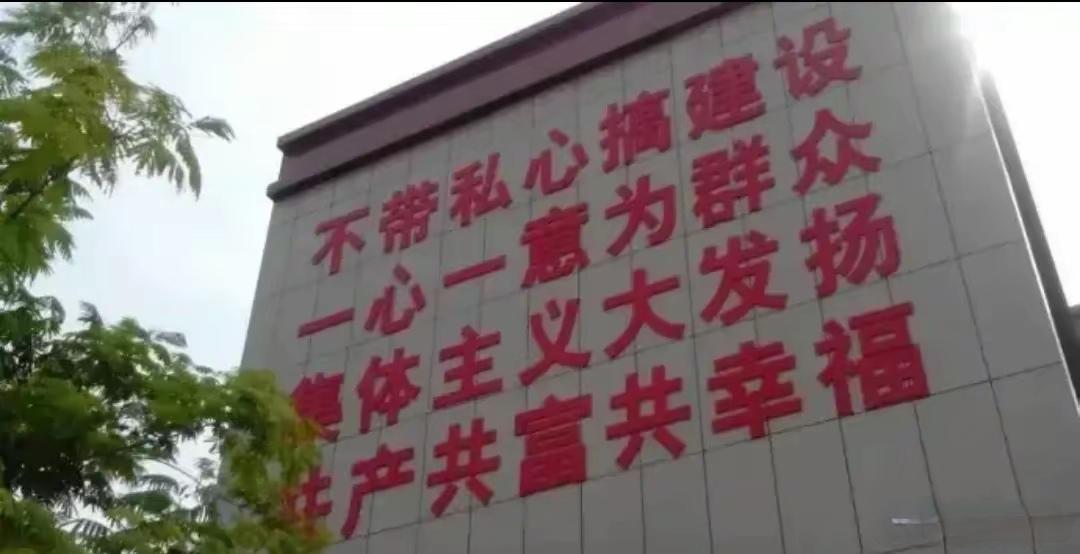 不带私心搞建设
一心一意为群众
集体主义大发扬
共产共富共幸福